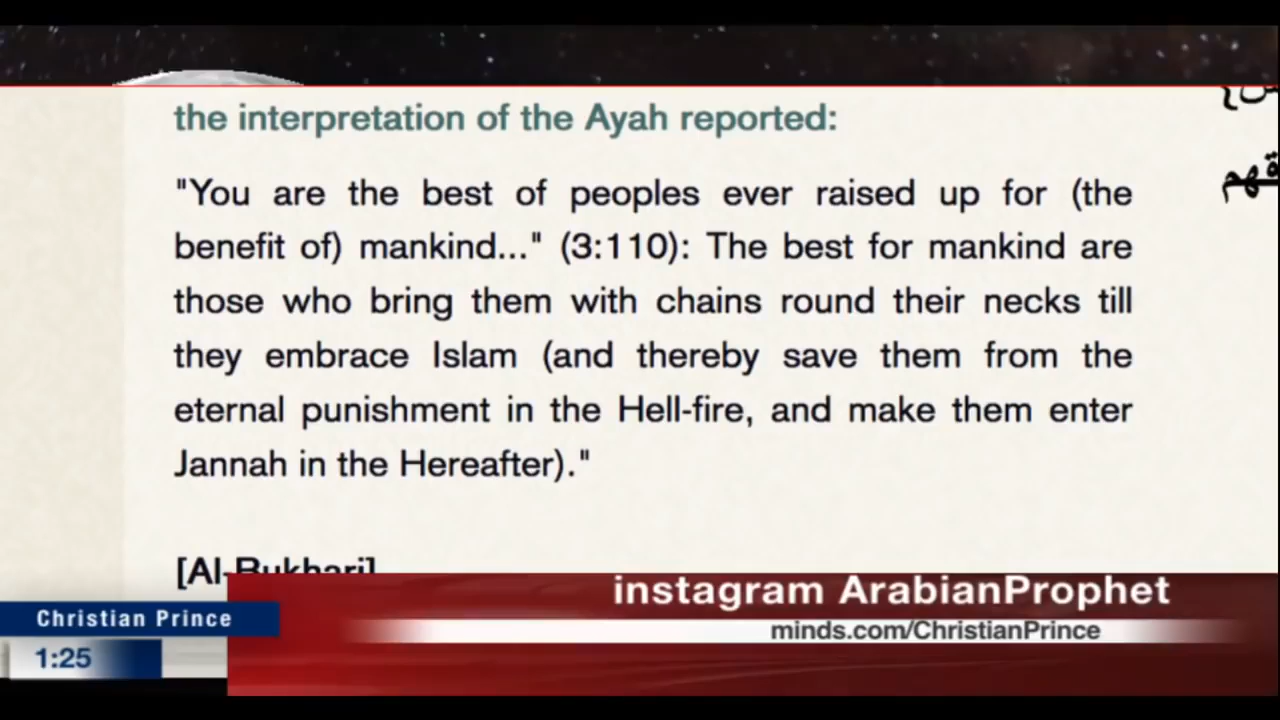 the interpretation of the Ayah reported:
"You are the best of peoples ever raised up for (the
benefit of) mankind..." (3:110): The best for mankind are
those who bring them with chains round their necks till
they embrace Islam (and thereby save them from the
eternal punishment in the Hell-fire, and make them enter
Jannah in the Hereafter)."
[Al-Bukhari]
instagram ArabianProphet
minds.com/ChristianPrince
Christian Prince
1:25